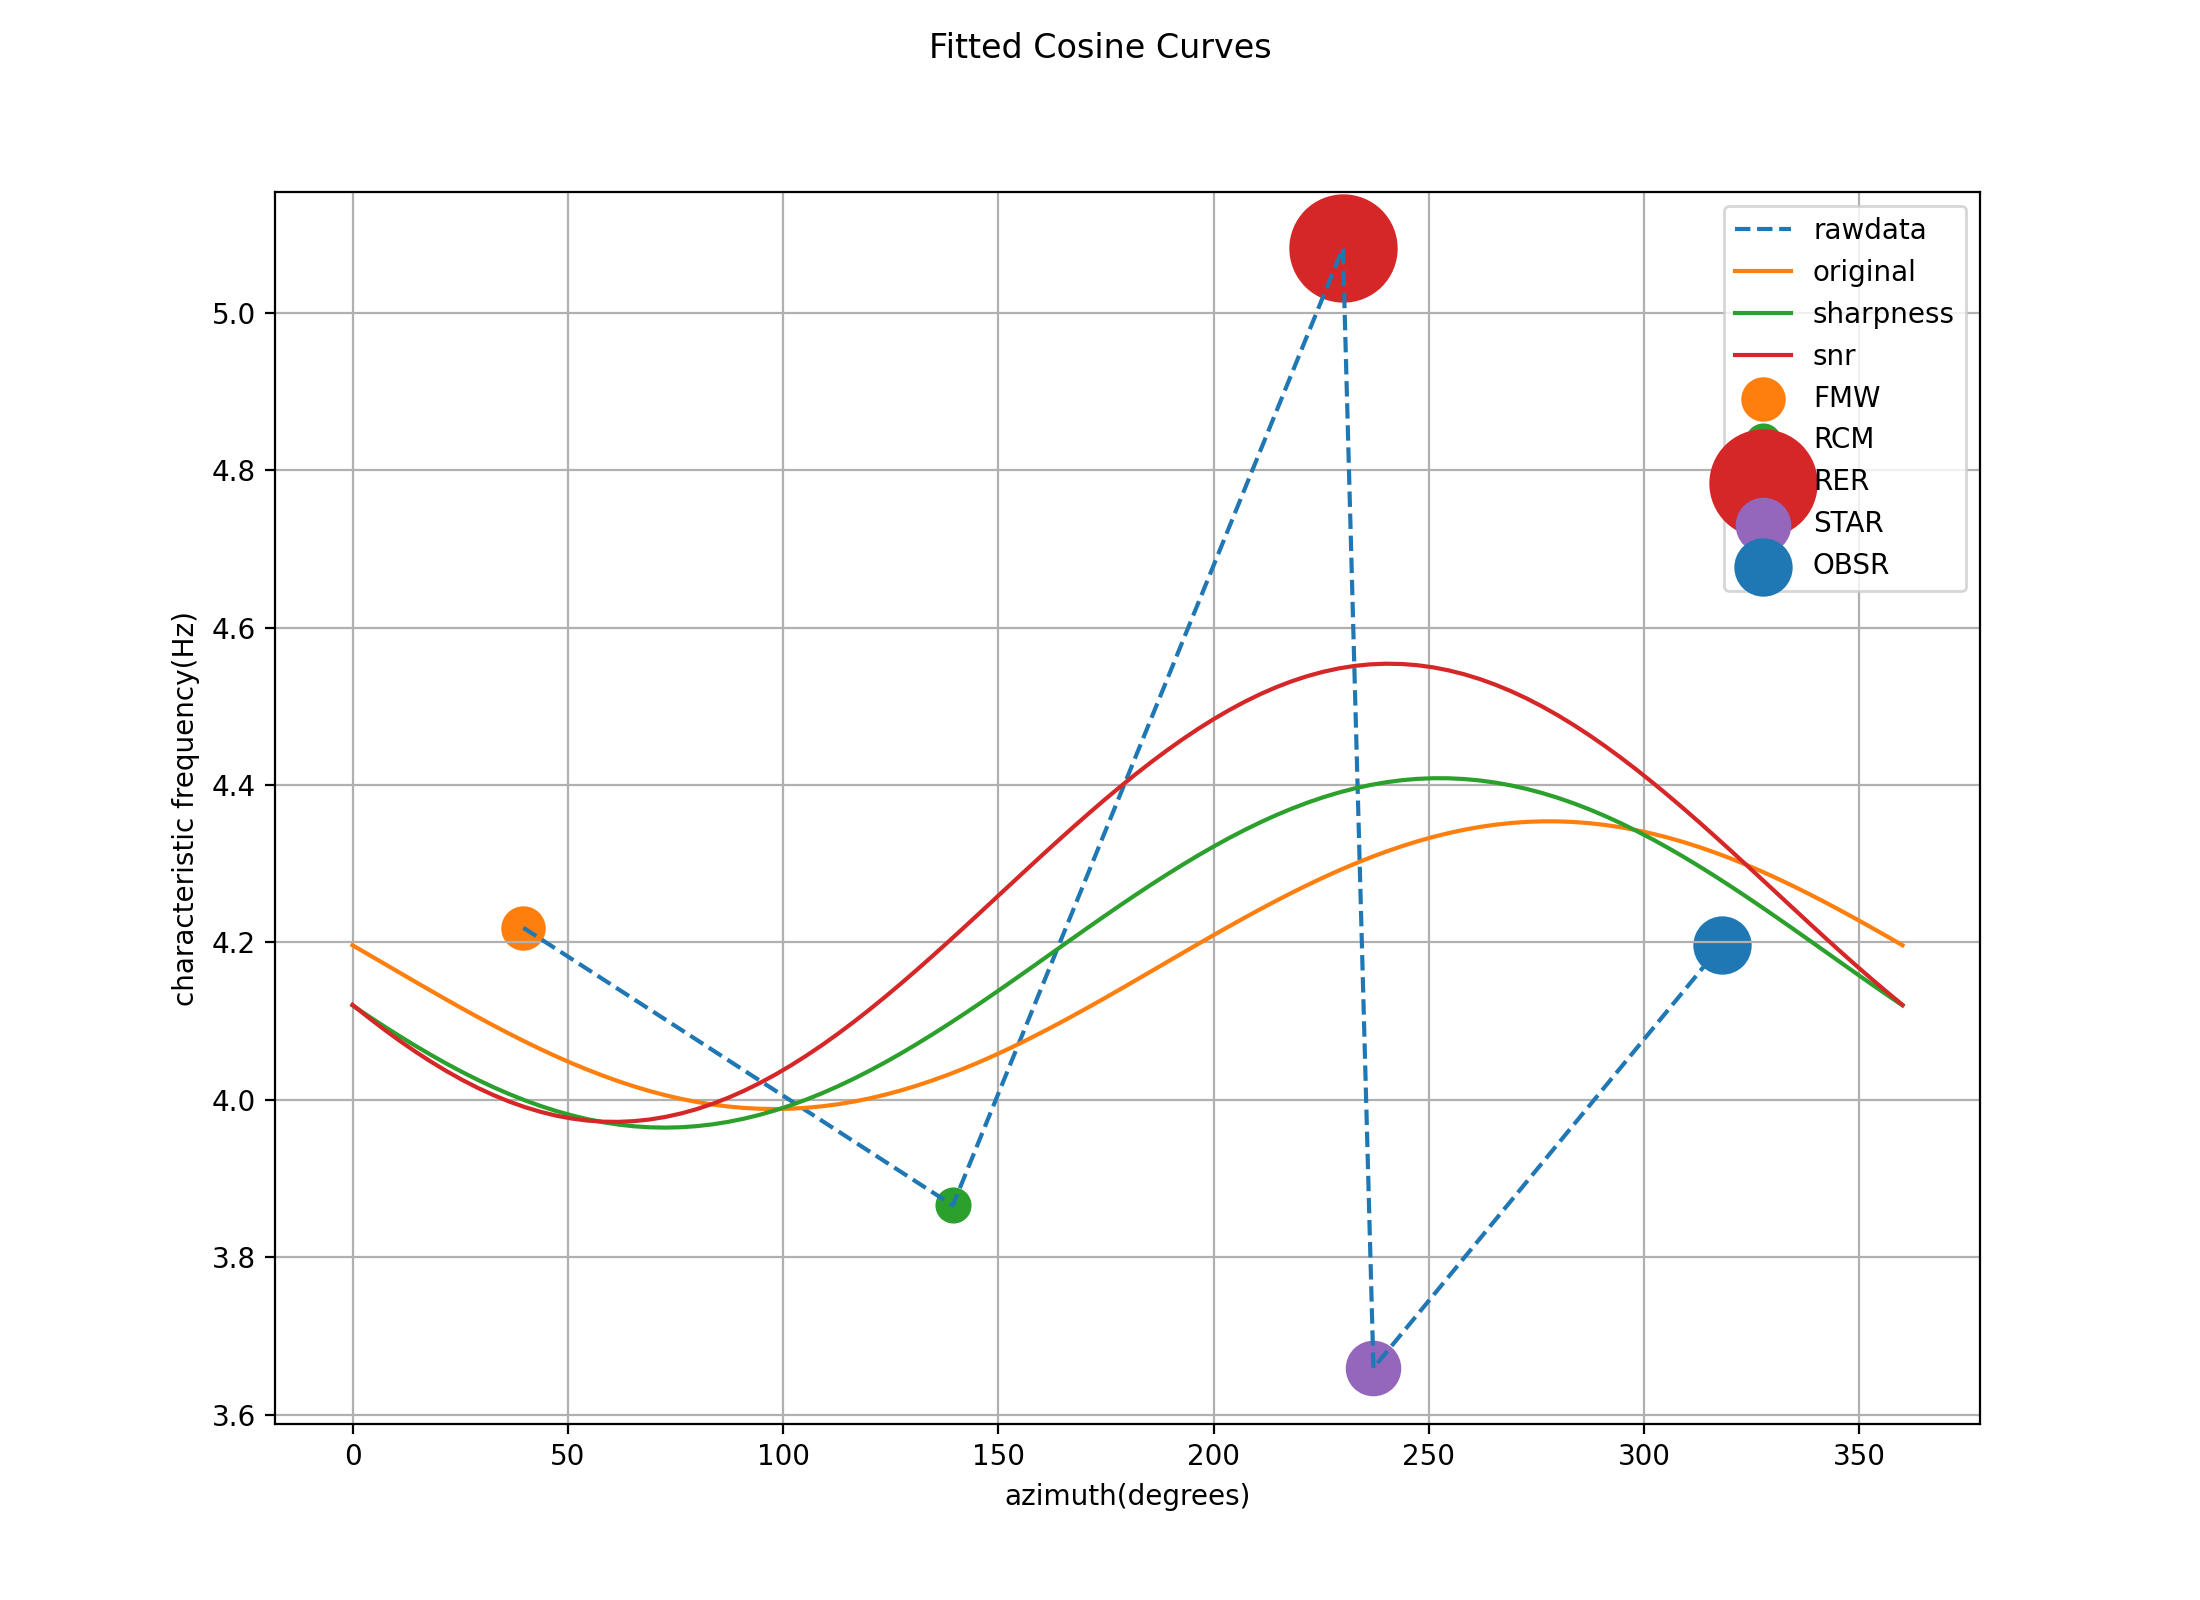 Fitted Cosine Curves
characteristic frequency(Hz)
5.0
4.8
4.6
4.4
4.2
4.0
3.8
3.6
0 50 100 150 200 250 300 350
azimuth(degrees)
rawdata
original
sharpness
snr
FMW
RCM
RER
STAR
OBSR